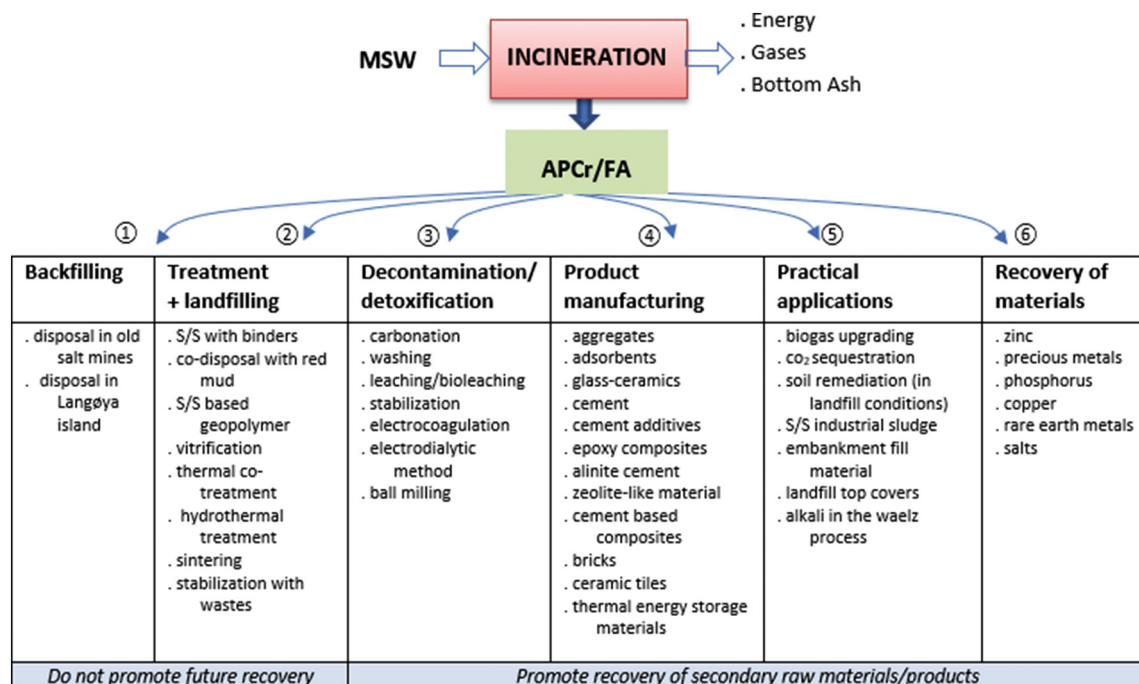 MSW
INCINERATION
. Energy
. Gases
. Bottom Ash
APCr/FA
①
②
③
④
⑤
⑥
Backfilling
. disposal in old
salt mines
. disposal in
Langøya
island
Treatment
+ landfilling
. S/S with binders
. co-disposal with red
mud
. S/S based
geopolymer
. vitrification
. thermal co-
treatment
. hydrothermal
treatment
. sintering
. stabilization with
wastes
Decontamination/
detoxification
. carbonation
. washing
. leaching/bioleaching
. stabilization
. electrocoagulation
. electrodialytic
method
. ball milling
Product
manufacturing
. aggregates
. adsorbents
. glass-ceramics
. cement
. cement additives
. epoxy composites
. alinite cement
. zeolite-like material
. cement based
composites
. bricks
. ceramic tiles
. thermal energy storage
materials
Practical
applications
. biogas upgrading
. co₂ sequestration
. soil remediation (in
landfill conditions)
. S/S industrial sludge
. embankment fill
material
. landfill top covers
. alkali in the waelz
process
Recovery of
materials
. zinc
. precious metals
. phosphorus
. copper
. rare earth metals
. salts
Do not promote future recovery
Promote recovery of secondary raw materials/products